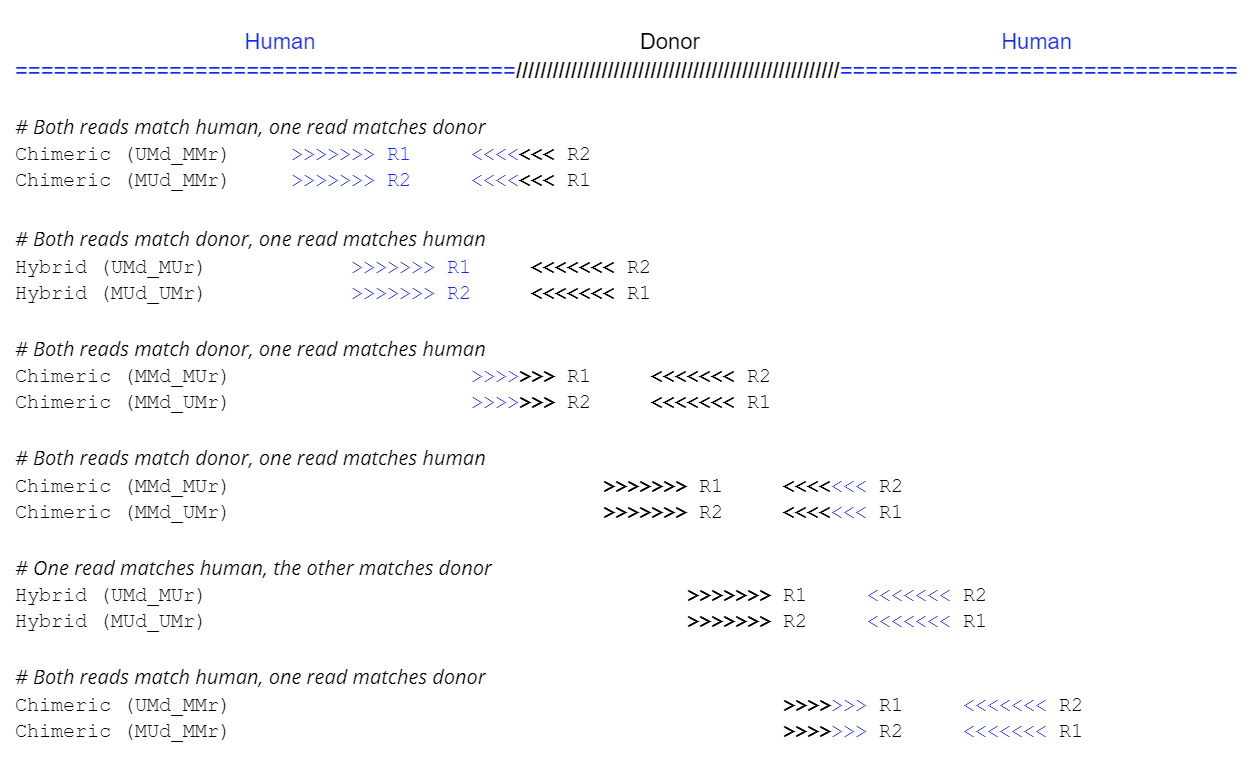 Human Donor Human
=======================================///////////////////////////////////////////////////////===============================
# Both reads match human, one read matches donor
Chimeric (UMd_MMr) >>>>>>> R1 <<<<<<< R2
Chimeric (MUd_MMr) >>>>>>> R2 <<<<<<< R1
# Both reads match donor, one read matches human
Hybrid (UMd_MUr) >>>>>>> R1 <<<<<<< R2
Hybrid (MUd_UMr) >>>>>>> R2 <<<<<<< R1
# Both reads match donor, one read matches human
Chimeric (MMd_MUr) >>>>>>> R1 <<<<<<< R2
Chimeric (MMd_UMr) >>>>>>> R2 <<<<<<< R1
# Both reads match donor, one read matches human
Chimeric (MMd_MUr) >>>>>>> R1 <<<<<<< R2
Chimeric (MMd_UMr) >>>>>>> R2 <<<<<<< R1
# One read matches human, the other matches donor
Hybrid (UMd_MUr) >>>>>>> R1 <<<<<<< R2
Hybrid (MUd_UMr) >>>>>>> R2 <<<<<<< R1
# Both reads match human, one read matches donor
Chimeric (UMd_MMr) >>>>>>> R1 <<<<<<< R2
Chimeric (MUd_MMr) >>>>>>> R2 <<<<<<< R1